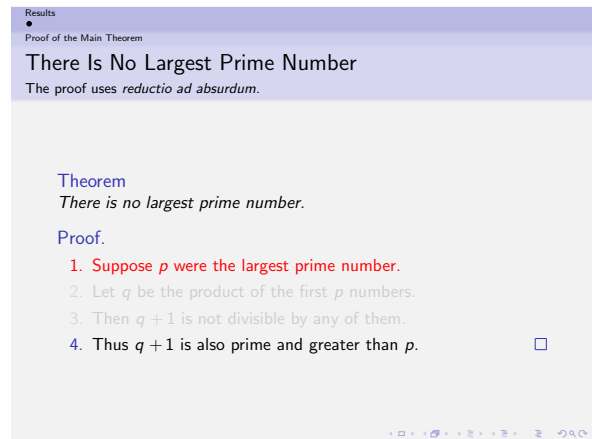 Results
Proof of the Main Theorem
There Is No Largest Prime Number
The proof uses reductio ad absurdum.
Theorem
There is no largest prime number.
Proof.
1. Suppose p were the largest prime number.
2. Let q be the product of the first p numbers.
3. Then q + 1 is not divisible by any of them.
4. Thus q + 1 is also prime and greater than p.